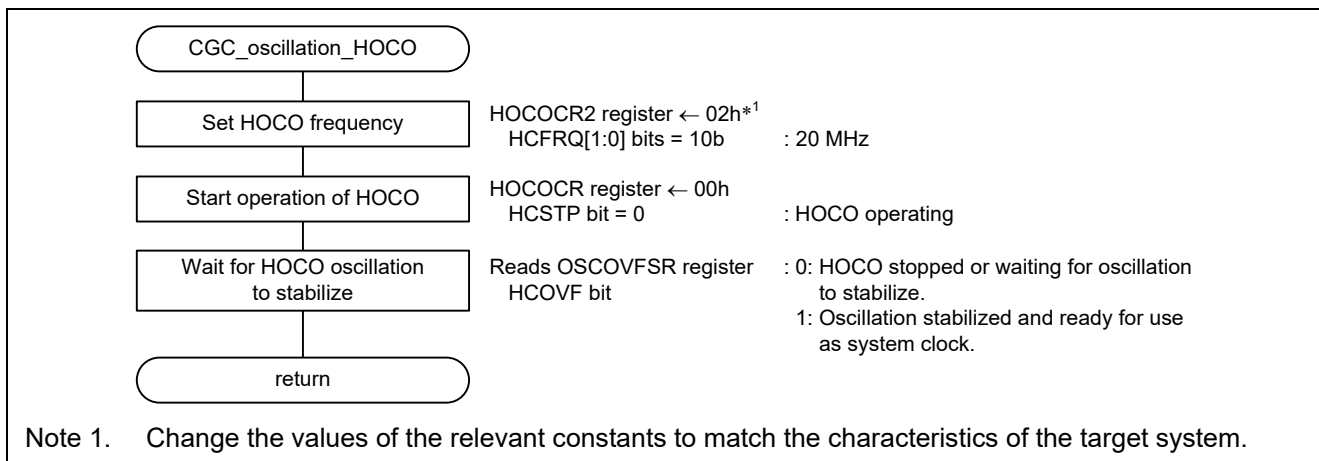 CGC_oscillation_HOCO
Set HOCO frequency
HOCOCR2 register ← 02h*1
HCFRQ[1:0] bits = 10b : 20 MHz
Start operation of HOCO
HOCOCR register ← 00h
HCSTP bit = 0 : HOCO operating
Wait for HOCO oscillation
to stabilize
Reads OSCOVFSR register : 0: HOCO stopped or waiting for oscillation
HCOVF bit to stabilize.
1: Oscillation stabilized and ready for use
as system clock.
return
Note 1. Change the values of the relevant constants to match the characteristics of the target system.